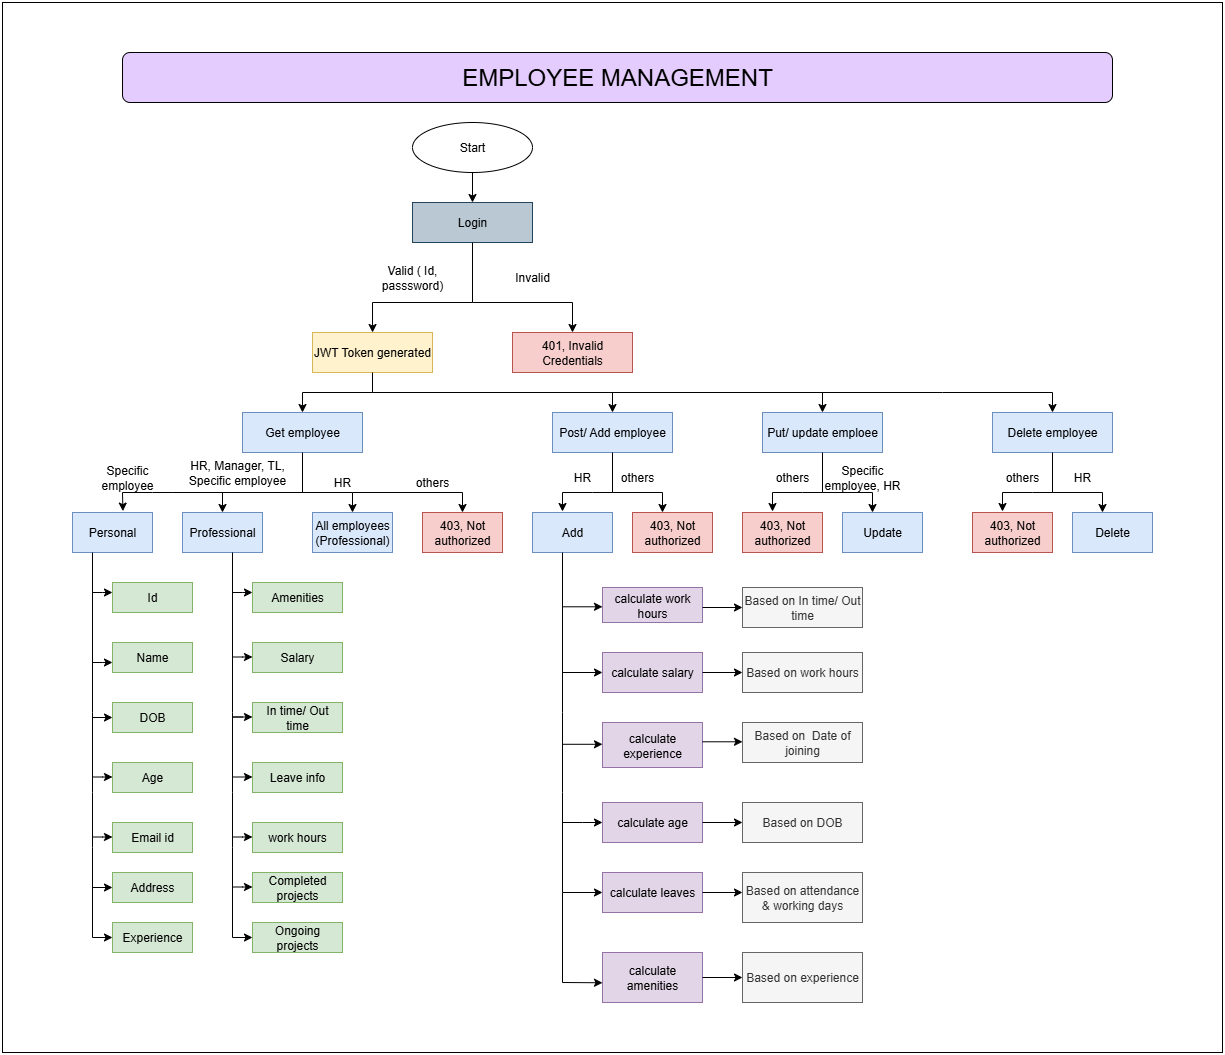 EMPLOYEE MANAGEMENT
Start
Login
Valid ( Id,
passsword)
Invalid
JWT Token generated
401, Invalid
Credentials
Get employee
Post/ Add employee
Put/ update emploee
Delete employee
Specific
employee
HR, Manager, TL,
Specific employee
HR
others
HR
others
others
Specific
employee, HR
others
HR
Personal
Professional
All employees
(Professional)
403, Not
authorized
Add
403, Not
authorized
403, Not
authorized
Update
403, Not
authorized
Delete
Id
Name
DOB
Age
Email id
Address
Experience
Amenities
Salary
In time/ Out
time
Leave info
work hours
Completed
projects
Ongoing
projects
calculate work
hours
Based on In time/ Out
time
calculate salary
Based on work hours
calculate
experience
Based on  Date of
joining
calculate age
Based on DOB
calculate leaves
Based on attendance
& working days
calculate
amenities
Based on experience